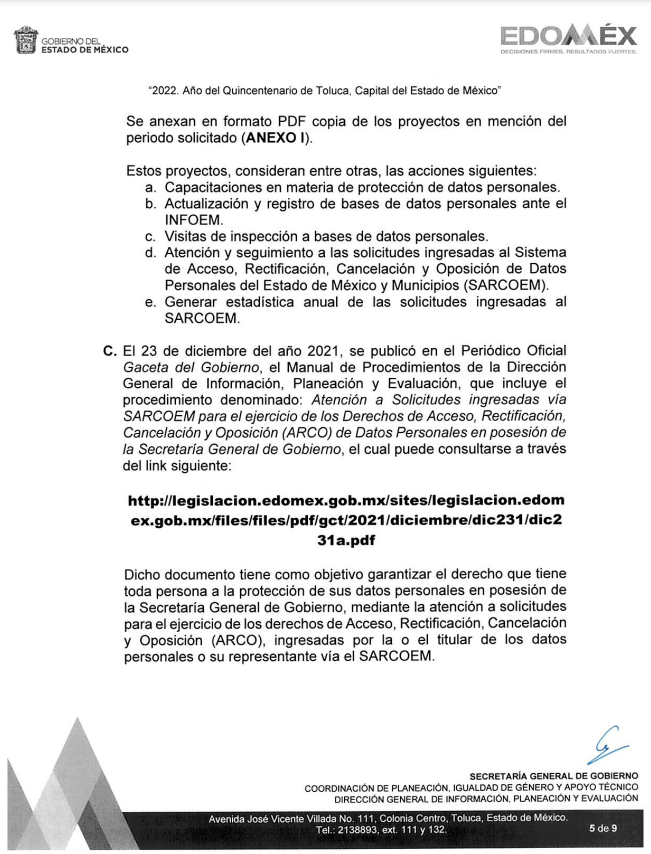 GOBIERNO DEL
ESTADO DE MÉXICO
EDOMÉX
DECISIONES FIRMES, RESULTADOS FUERTES.
"2022. Año del Quincentenario de Toluca, Capital del Estado de México"
Se anexan en formato PDF copia de los proyectos en mención del
periodo solicitado (ANEXO I).
Estos proyectos, consideran entre otras, las acciones siguientes:
a. Capacitaciones en materia de protección de datos personales.
b. Actualización y registro de bases de datos personales ante el
INFOEM.
c. Visitas de inspección a bases de datos personales.
d. Atención y seguimiento a las solicitudes ingresadas al Sistema
de Acceso, Rectificación, Cancelación y Oposición de Datos
Personales del Estado de México y Municipios (SARCOEM).
e. Generar estadística anual de las solicitudes ingresadas al
SARCOEM.
C. El 23 de diciembre del año 2021, se publicó en el Periódico Oficial
Gaceta del Gobierno, el Manual de Procedimientos de la Dirección
General de Información, Planeación y Evaluación, que incluye el
procedimiento denominado: Atención a Solicitudes ingresadas vía
SARCOEM para el ejercicio de los Derechos de Acceso, Rectificación,
Cancelación y Oposición (ARCO) de Datos Personales en posesión de
la Secretaría General de Gobierno, el cual puede consultarse a través
del link siguiente:
http://legislacion.edomex.gob.mx/sites/legislacion.edom
ex.gob.mx/files/files/pdf/gct/2021/diciembre/dic231/dic2
31a.pdf
Dicho documento tiene como objetivo garantizar el derecho que tiene
toda persona a la protección de sus datos personales en posesión de
la Secretaría General de Gobierno, mediante la atención a solicitudes
para el ejercicio de los derechos de Acceso, Rectificación, Cancelación
y Oposición (ARCO), ingresadas por la o el titular de los datos
personales o su representante vía el SARCOEM.
SECRETARÍA GENERAL DE GOBIERNO
COORDINACIÓN DE PLANEACIÓN, IGUALDAD DE GÉNERO Y APOYO TÉCNICO
DIRECCIÓN GENERAL DE INFORMACIÓN, PLANEACIÓN Y EVALUACIÓN
Avenida José Vicente Villada No. 111, Colonia Centro, Toluca, Estado de México.
Tel.: 2138893, ext. 111 y 132.
5 de 9